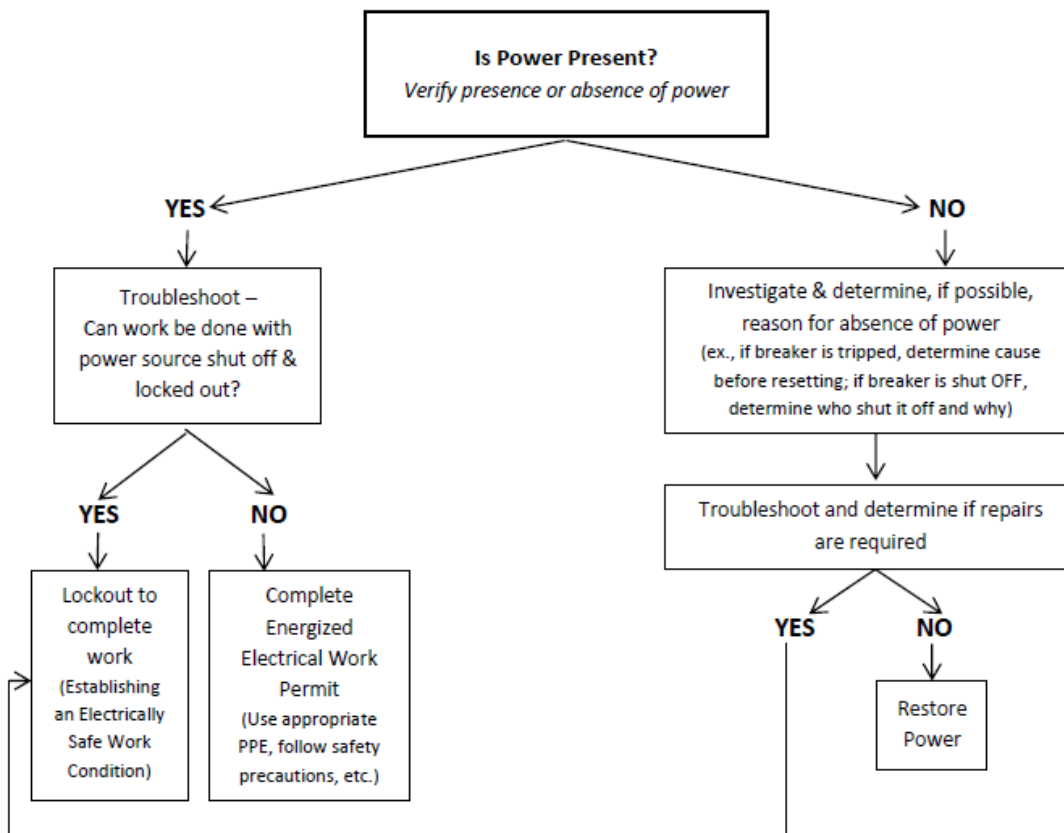 Is Power Present?
Verify presence or absence of power
YES
NO
Troubleshoot –
Can work be done with
power source shut off &
locked out?
Investigate & determine, if possible,
reason for absence of power
(ex., if breaker is tripped, determine cause
before resetting; if breaker is shut OFF,
determine who shut it off and why)
YES
NO
Troubleshoot and determine if repairs
are required
Lockout to
complete
work
(Establishing
an Electrically
Safe Work
Condition)
Complete
Energized
Electrical Work
Permit
(Use appropriate
PPE, follow safety
precautions, etc.)
YES
NO
Restore
Power